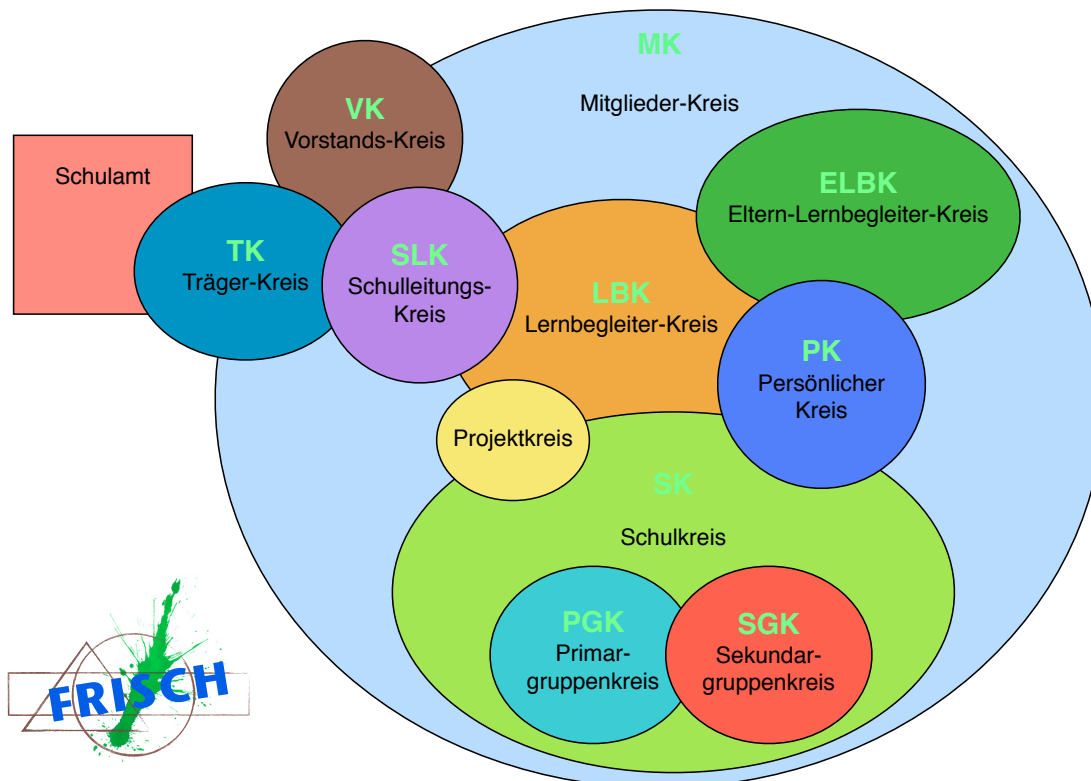 MK
Mitglieder-Kreis
VK
Vorstands-Kreis
Schulamt
ELBK
Eltern-Lernbegleiter-Kreis
TK
Träger-Kreis
SLK
Schulleitungs-
Kreis
LBK
Lernbegleiter-Kreis
PK
Persönlicher
Kreis
Projektkreis
SK
Schulkreis
PGK
Primar-
gruppenkreis
SGK
Sekundar-
gruppenkreis
FRISCH